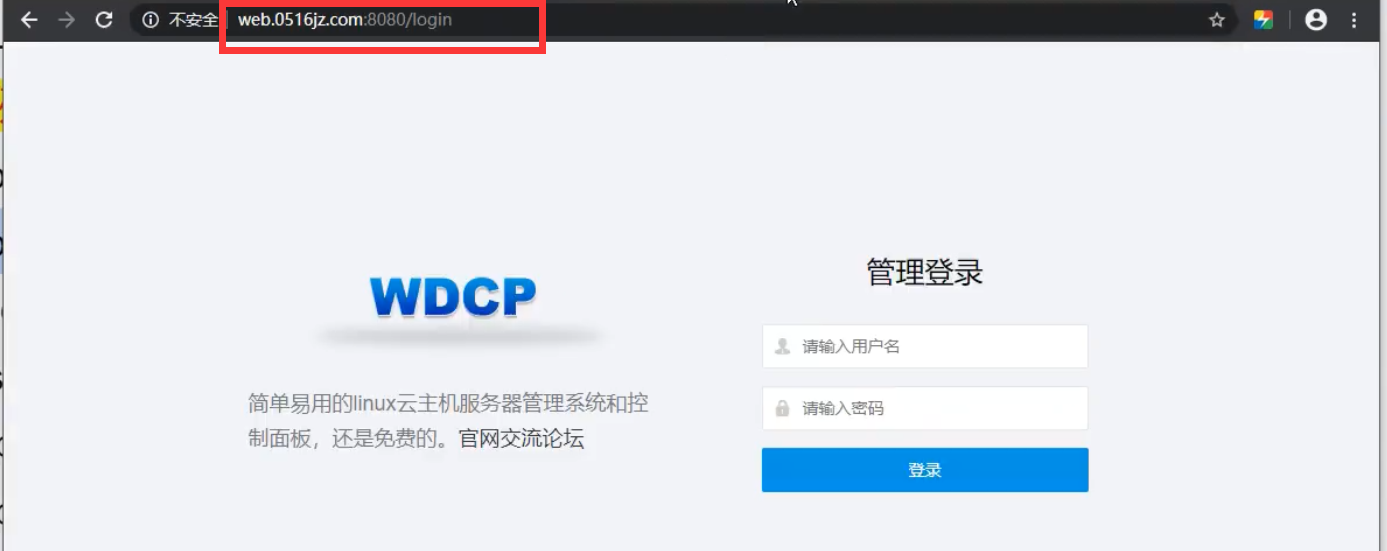 不安全 web.0516jz.com:8080/login
WDCP
简单易用的linux云主机服务器管理系统和控
制面板，还是免费的。官网交流论坛
管理登录
请输入用户名
请输入密码
登录